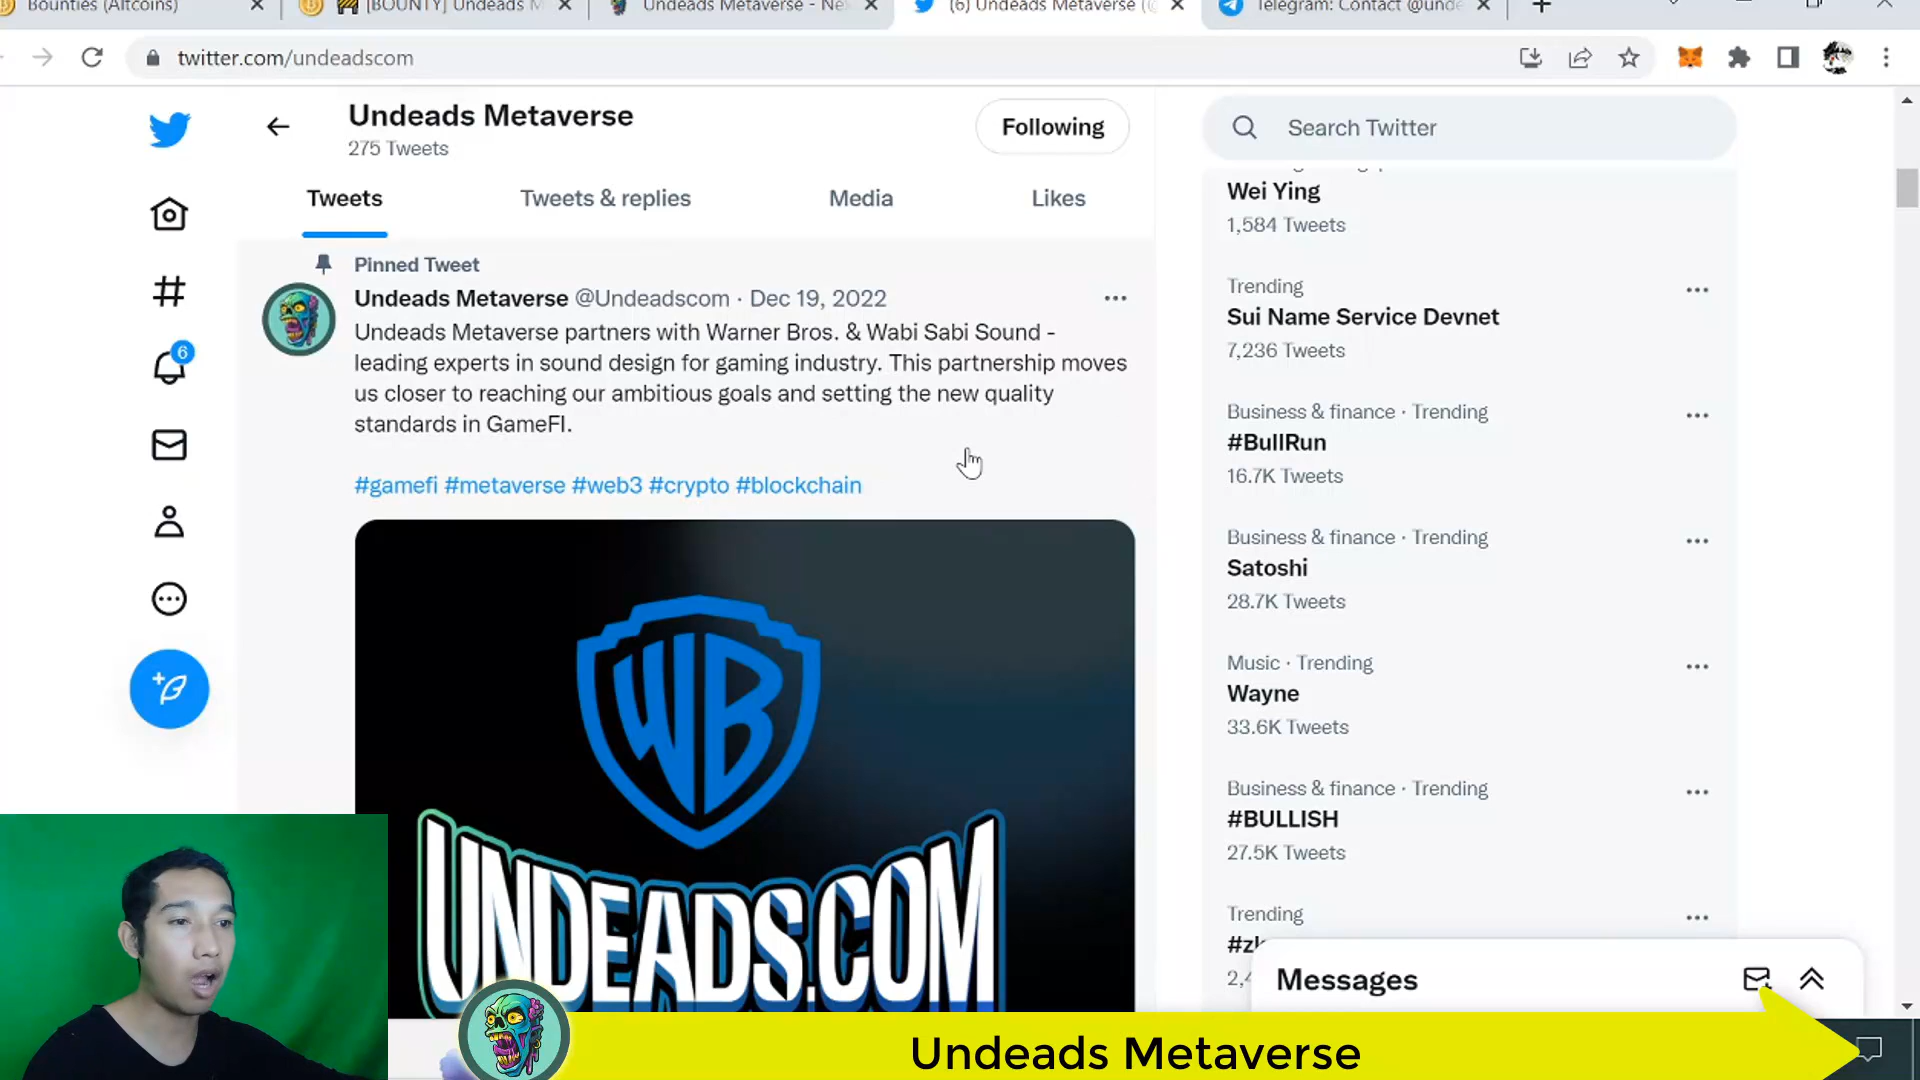 Bounties (Altcoins)
[BOUNTY] Undeads M
Undeads Metaverse - Ne
(6) Undeads Metaverse (@
Telegram: Contact @unde
twitter.com/undeadscom
Undeads Metaverse
275 Tweets
Following
Tweets
Tweets & replies
Media
Likes
Pinned Tweet
Undeads Metaverse @Undeadscom · Dec 19, 2022
Undeads Metaverse partners with Warner Bros. & Wabi Sabi Sound -
leading experts in sound design for gaming industry. This partnership moves
us closer to reaching our ambitious goals and setting the new quality
standards in GameFI.
#gamefi #metaverse #web3 #crypto #blockchain
WB
UNDEADS.COM
6
Search Twitter
Wei Ying
1,584 Tweets
Trending
Sui Name Service Devnet
7,236 Tweets
Business & finance · Trending
#BullRun
16.7K Tweets
Business & finance · Trending
Satoshi
28.7K Tweets
Music · Trending
Wayne
33.6K Tweets
Business & finance · Trending
#BULLISH
27.5K Tweets
Trending
#zk
2,4
Messages
Undeads Metaverse